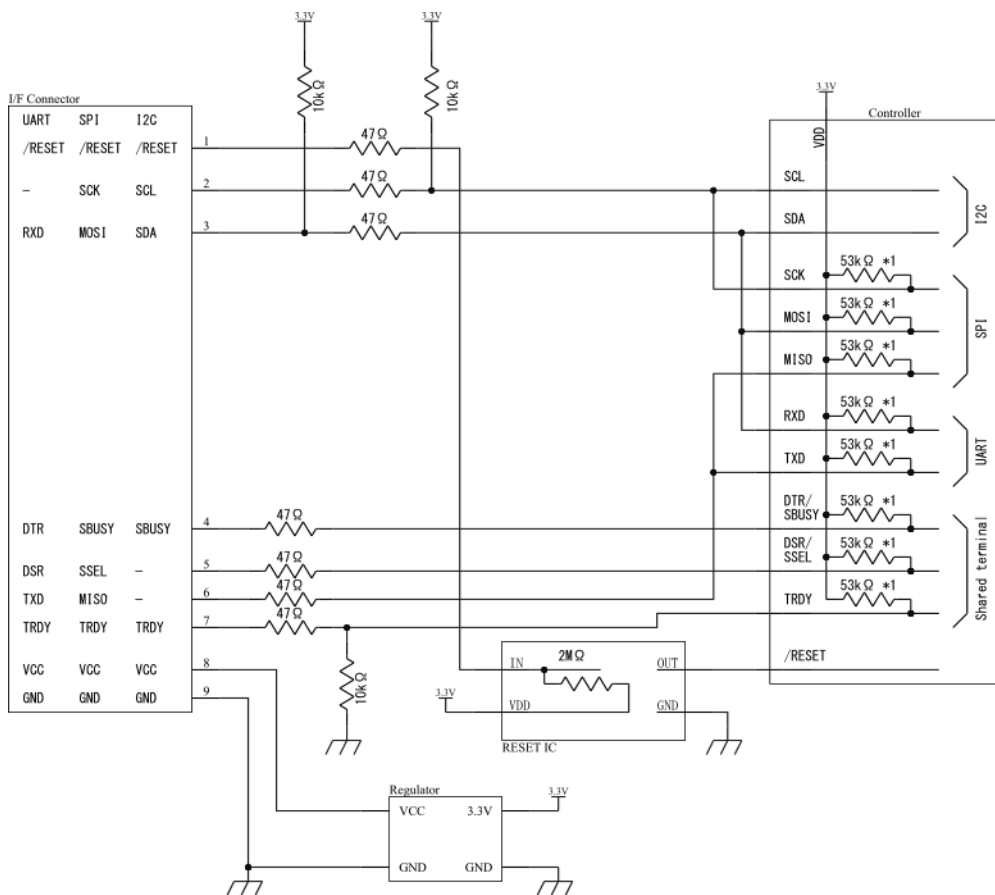 3.3V
3.3V
10kΩ
10kΩ
I/F Connector
UART SPI I2C
/RESET /RESET /RESET
1
47Ω
- SCK SCL
2
47Ω
RXD MOSI SDA
3
47Ω
DTR SBUSY SBUSY
4
47Ω
DSR SSEL -
5
47Ω
TXD MISO -
6
47Ω
TRDY TRDY TRDY
7
47Ω
VCC VCC VCC
8
GND GND GND
9
10kΩ
3.3V
Controller
VDD
SCL
SDA
I2C
SCK
53kΩ *1
MOSI
53kΩ *1
MISO
53kΩ *1
SPI
RXD
53kΩ *1
TXD
53kΩ *1
UART
DTR/
SBUSY
53kΩ *1
DSR/
SSEL
53kΩ *1
TRDY
53kΩ *1
Shared terminal
/RESET
IN
2MΩ
OUT
3.3V
VDD
GND
RESET IC
Regulator
VCC
3.3V
3.3V
GND
GND